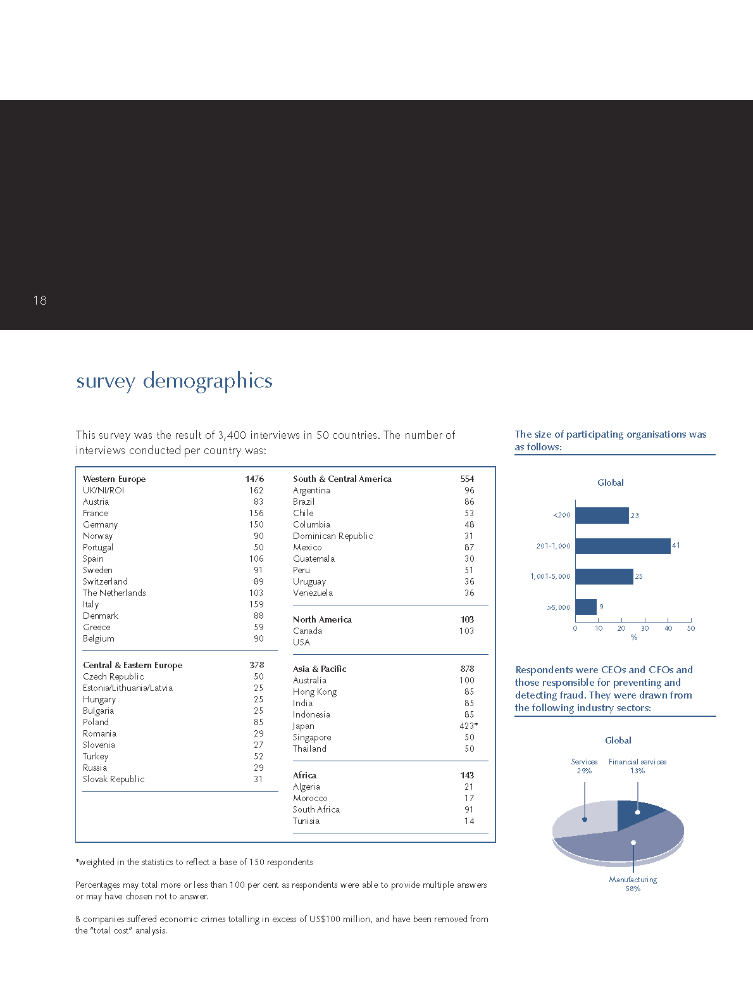 18
survey demographics
This survey was the result of 3,400 interviews in 50 countries. The number of
interviews conducted per country was:
Western Europe 1476
UK/NI/ROI 162
Austria 83
France 156
Germany 150
Norway 90
Portugal 50
Spain 106
Sweden 91
Switzerland 89
The Netherlands 103
Italy 159
Denmark 88
Greece 59
Belgium 90
Central & Eastern Europe 378
Czech Republic 50
Estonia/Lithuania/Latvia 25
Hungary 25
Bulgaria 25
Poland 85
Romania 29
Slovenia 27
Turkey 52
Russia 29
Slovak Republic 31
South & Central America 554
Argentina 96
Brazil 86
Chile 53
Columbia 48
Dominican Republic 31
Mexico 87
Guatemala 30
Peru 51
Uruguay 36
Venezuela 36
North America 103
Canada 103
USA
Asia & Pacific 878
Australia 100
Hong Kong 85
India 85
Indonesia 85
Japan 423*
Singapore 50
Thailand 50
Africa 143
Algeria 21
Morocco 17
South Africa 91
Tunisia 14
*weighted in the statistics to reflect a base of 150 respondents
Percentages may total more or less than 100 per cent as respondents were able to provide multiple answers
or may have chosen not to answer.
8 companies suffered economic crimes totalling in excess of US$100 million, and have been removed from
the "total cost" analysis.
The size of participating organisations was
as follows:
Global
<200 23
201-1,000 41
1,001-5,000 25
>5,000 9
0 10 20 30 40 50
%
Respondents were CEOs and CFOs and
those responsible for preventing and
detecting fraud. They were drawn from
the following industry sectors:
Global
Services Financial services
29% 13%
Manufacturing
58%